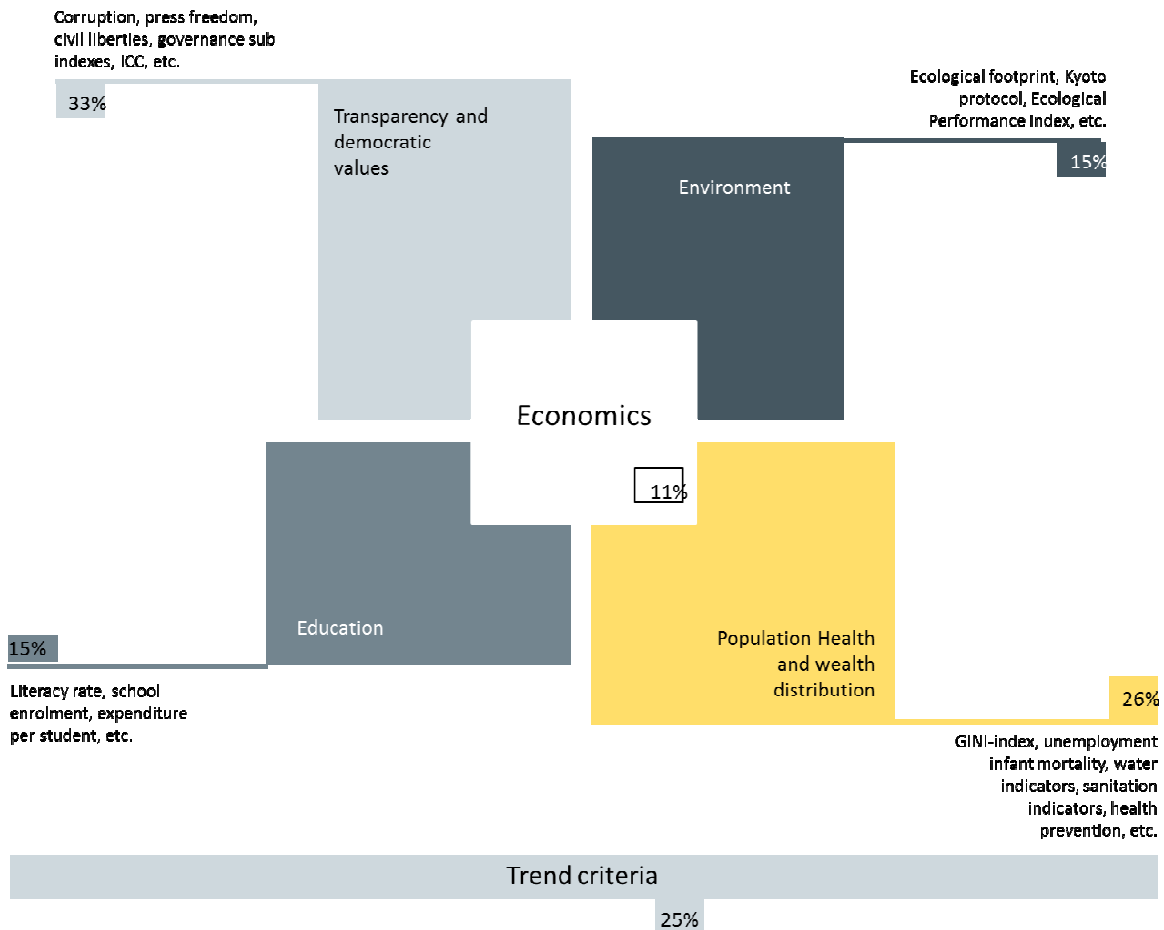 Corruption, press freedom,
civil liberties, governance sub
indexes, ICC, etc.
33%
Transparency and
democratic
values
Ecological footprint, Kyoto
protocol, Ecological
Performance Index, etc.
15%
Environment
Economics
11%
Education
15%
Literacy rate, school
enrolment, expenditure
per student, etc.
Population Health
and wealth
distribution
26%
GINI-index, unemployment
infant mortality, water
indicators, sanitation
indicators, health
prevention, etc.
Trend criteria
25%